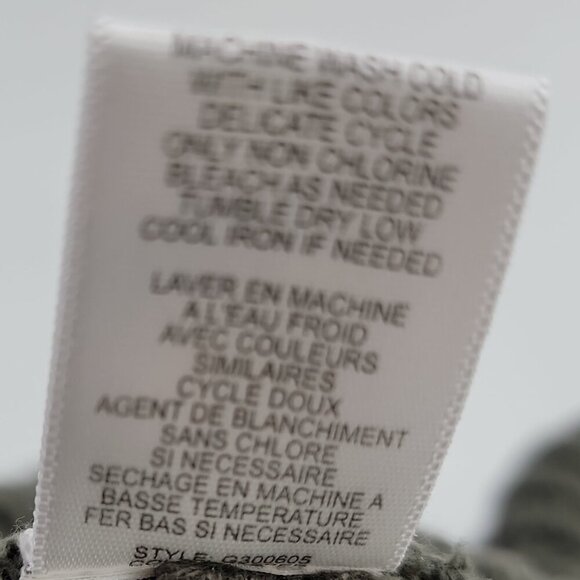 MACHINE WASH COLD
WITH LIKE COLORS
DELICATE CYCLE
ONLY NON CHLORINE
BLEACH AS NEEDED
TUMBLE DRY LOW
COOL IRON IF NEEDED
LAVER EN MACHINE
A L'EAU FROID
AVEC COULEURS
SIMILAIRES
CYCLE DOUX
AGENT DE BLANCHIMENT
SANS CHLORE
SI NECESSAIRE
SECHAGE EN MACHINE A
BASSE TEMPERATURE
FER BAS SI NECESSAIRE
STYLE: G300605